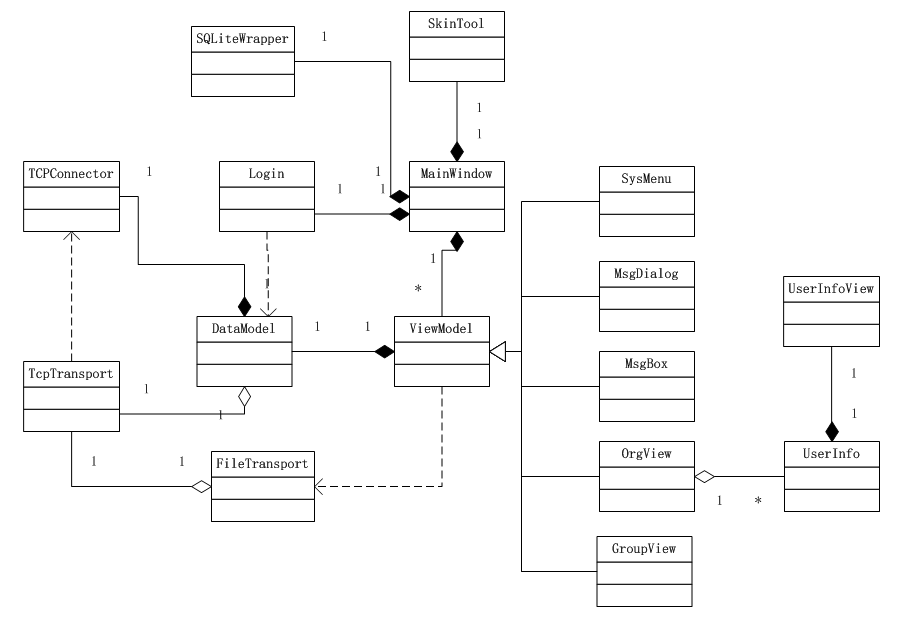 SkinTool
SQLiteWrapper
1
1
1
TCPConnector
1
Login
1
1
1
MainWindow
SysMenu
1
*
MsgDialog
UserInfoView
1
DataModel
1
1
ViewModel
MsgBox
TcpTransport
1
1
1
1
1
1
FileTransport
OrgView
UserInfo
1
*
GroupView